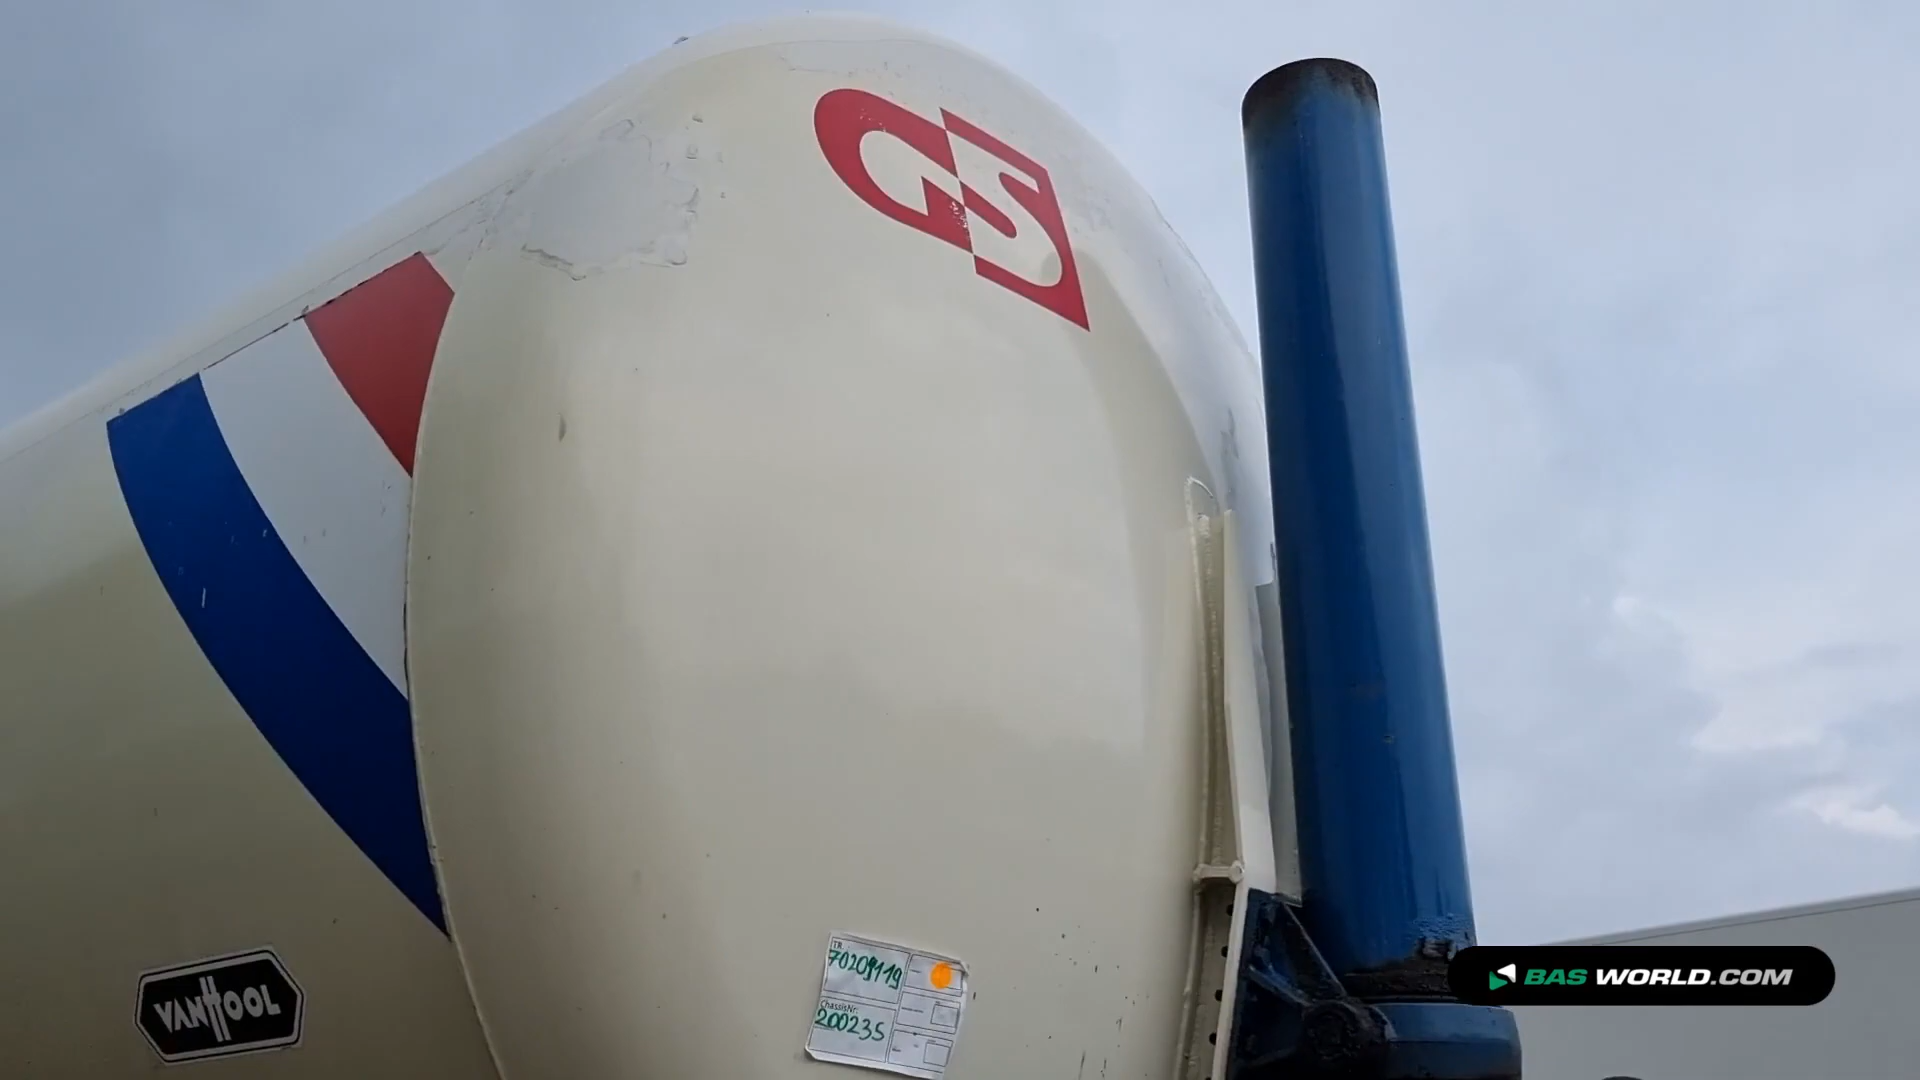 GS
VANHOOL
TR.
70209119
ChassisNr:
200235
BAS WORLD.COM